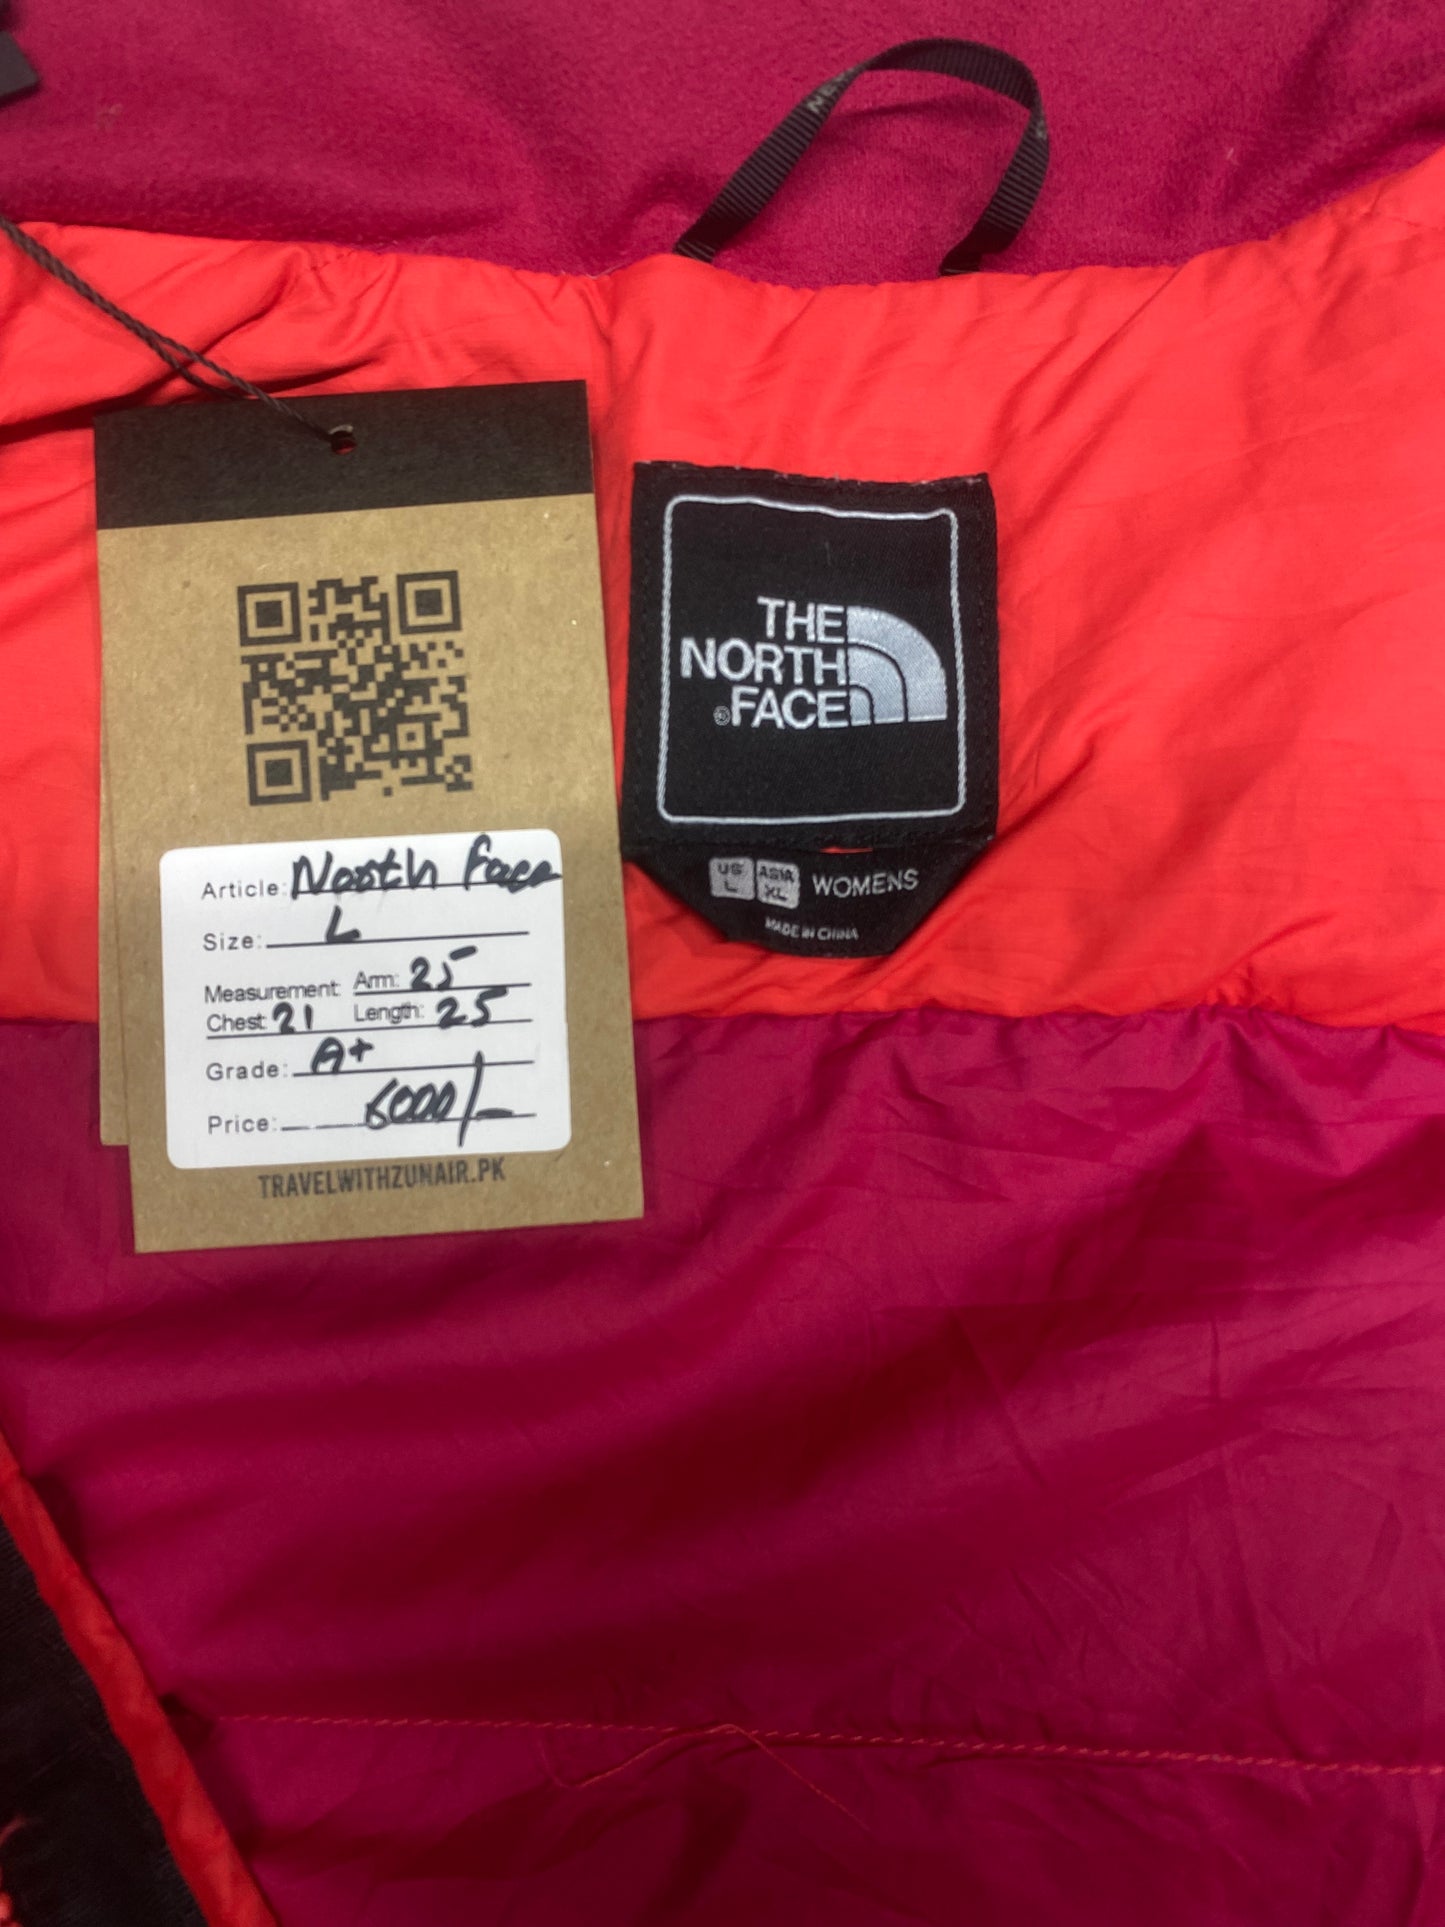 THE
NORTH
®FACE
US L ASIA XL WOMENS
MADE IN CHINA
Article: North Face
Size: L
Measurement: Arm: 25
Chest: 21 Length: 25
Grade: A+
Price: 6000/-
TRAVELWITHZUNAIR.PK